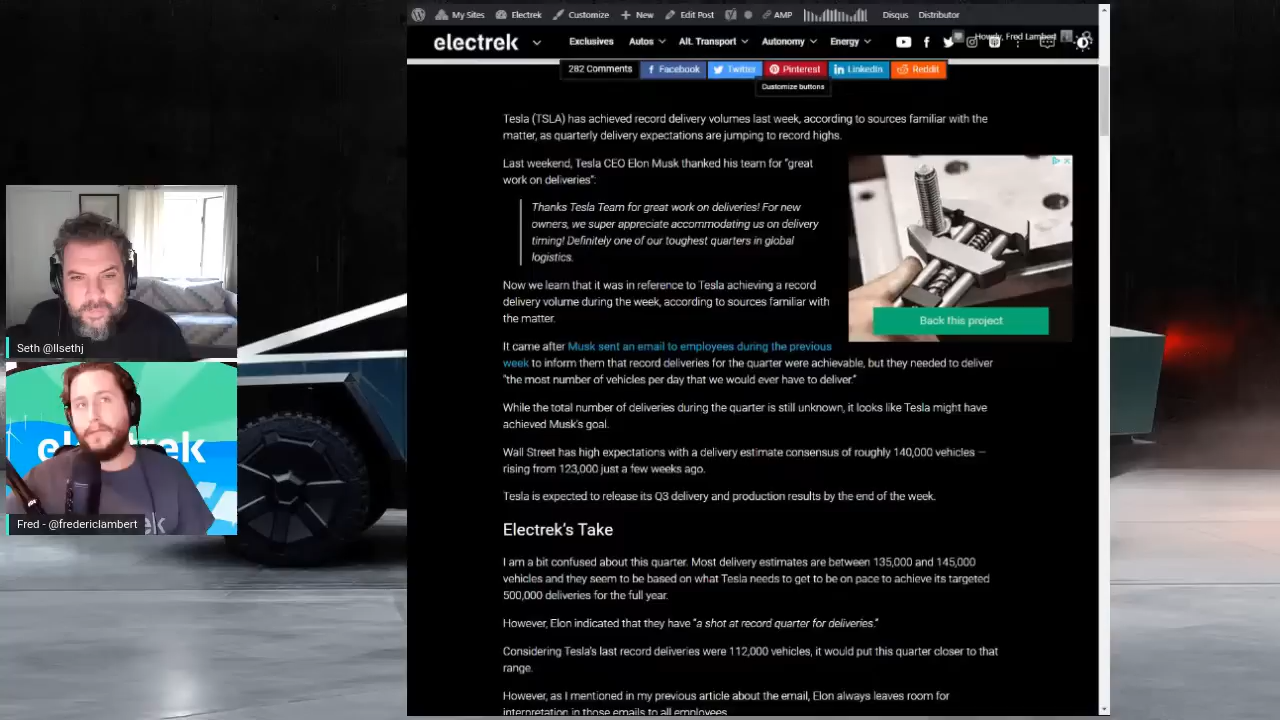 My Sites Electrek Customize New Edit Post AMP Disqus Distributor
electrek Exclusives Autos Alt. Transport Autonomy Energy Howdy, Fred Lambert
282 Comments Facebook Twitter Pinterest LinkedIn Reddit
Customize buttons
Tesla (TSLA) has achieved record delivery volumes last week, according to sources familiar with the
matter, as quarterly delivery expectations are jumping to record highs.
Last weekend, Tesla CEO Elon Musk thanked his team for “great
work on deliveries”:
Thanks Tesla Team for great work on deliveries! For new
owners, we super appreciate accommodating us on delivery
timing! Definitely one of our toughest quarters in global
logistics.
Now we learn that it was in reference to Tesla achieving a record
delivery volume during the week, according to sources familiar with
the matter.
Back this project
It came after Musk sent an email to employees during the previous
week to inform them that record deliveries for the quarter were achievable, but they needed to deliver
“the most number of vehicles per day that we would ever have to deliver.”
While the total number of deliveries during the quarter is still unknown, it looks like Tesla might have
achieved Musk’s goal.
Wall Street has high expectations with a delivery estimate consensus of roughly 140,000 vehicles —
rising from 123,000 just a few weeks ago.
Tesla is expected to release its Q3 delivery and production results by the end of the week.
Electrek’s Take
I am a bit confused about this quarter. Most delivery estimates are between 135,000 and 145,000
vehicles and they seem to be based on what Tesla needs to get to be on pace to achieve its targeted
500,000 deliveries for the full year.
However, Elon indicated that they have “a shot at record quarter for deliveries.”
Considering Tesla’s last record deliveries were 112,000 vehicles, it would put this quarter closer to that
range.
However, as I mentioned in my previous article about the email, Elon always leaves room for
interpretation in those emails to all employees.
Seth @llsethj
Fred - @fredericlambert